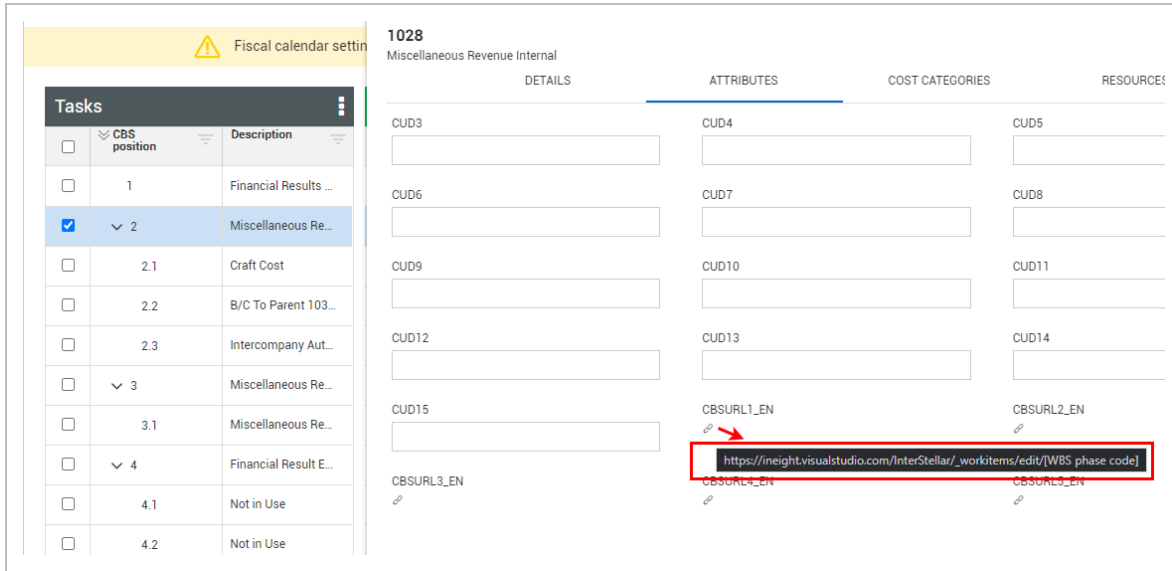 Fiscal calendar settin
Tasks
CBS position
Description
1 Financial Results ...
2 Miscellaneous Re...
2.1 Craft Cost
2.2 B/C To Parent 103...
2.3 Intercompany Aut...
3 Miscellaneous Re...
3.1 Miscellaneous Re...
4 Financial Result E...
4.1 Not in Use
4.2 Not in Use
1028
Miscellaneous Revenue Internal
DETAILS ATTRIBUTES COST CATEGORIES RESOURCES
CUD3 CUD4 CUD5
CUD6 CUD7 CUD8
CUD9 CUD10 CUD11
CUD12 CUD13 CUD14
CUD15 CBSURL1_EN CBSURL2_EN
https://ineight.visualstudio.com/InterStellar/_workitems/edit/[WBS phase code]
CBSURL3_EN CBSURL4_EN CBSURL5_EN